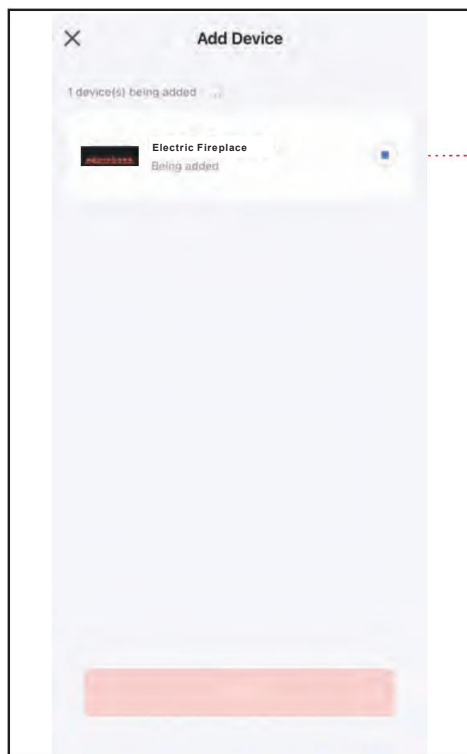 Add Device
1 device(s) being added
Electric Fireplace
Being added